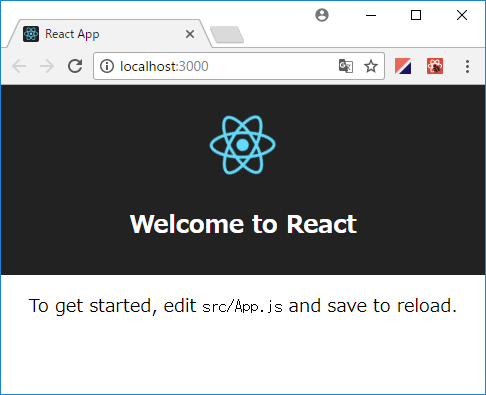 React App
localhost:3000
Welcome to React
To get started, edit src/App.js and save to reload.